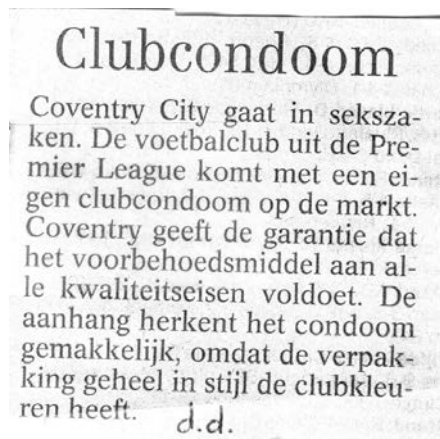 Clubcondoom
Coventry City gaat in seksza-
ken. De voetbalclub uit de Pre-
mier League komt met een ei-
gen clubcondoom op de markt.
Coventry geeft de garantie dat
het voorbehoedsmiddel aan al-
le kwaliteitseisen voldoet. De
aanhang herkent het condoom
gemakkelijk, omdat de verpak-
king geheel in stijl de clubkleu-
ren heeft. d.d.